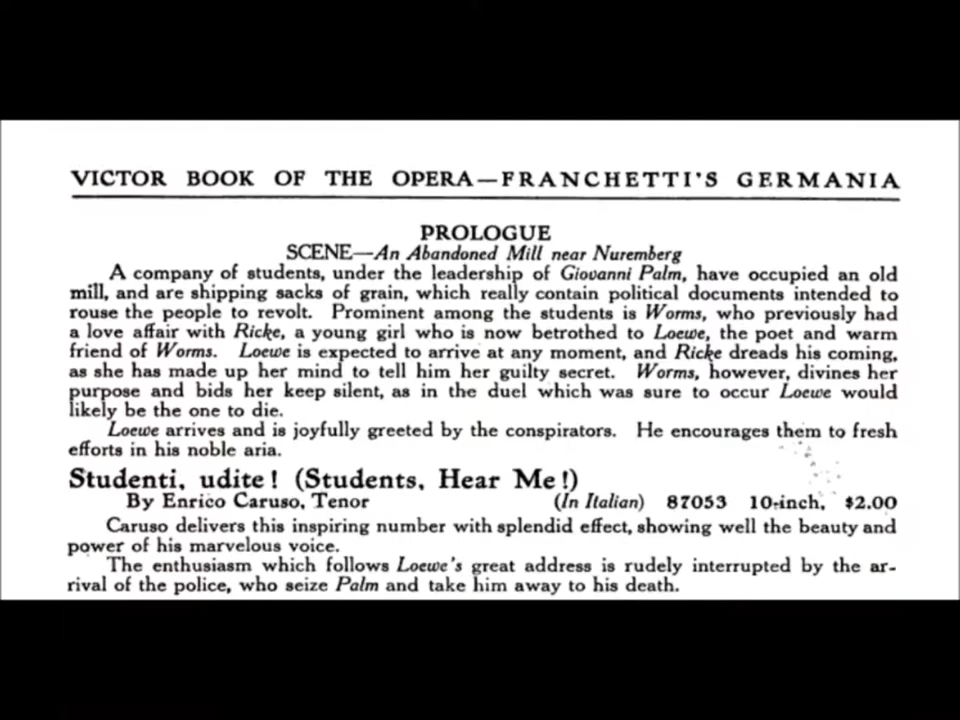 VICTOR BOOK OF THE OPERA—FRANCHETTI'S GERMANIA
PROLOGUE
SCENE—An Abandoned Mill near Nuremberg
A company of students, under the leadership of Giovanni Palm, have occupied an old
mill, and are shipping sacks of grain, which really contain political documents intended to
rouse the people to revolt. Prominent among the students is Worms, who previously had
a love affair with Ricke, a young girl who is now betrothed to Loewe, the poet and warm
friend of Worms. Loewe is expected to arrive at any moment, and Ricke dreads his coming,
as she has made up her mind to tell him her guilty secret. Worms, however, divines her
purpose and bids her keep silent, as in the duel which was sure to occur Loewe would
likely be the one to die.
Loewe arrives and is joyfully greeted by the conspirators. He encourages them to fresh
efforts in his noble aria.
Studenti, udite! (Students, Hear Me!)
By Enrico Caruso, Tenor (In Italian) 87053 10-inch, $2.00
Caruso delivers this inspiring number with splendid effect, showing well the beauty and
power of his marvelous voice.
The enthusiasm which follows Loewe's great address is rudely interrupted by the ar-
rival of the police, who seize Palm and take him away to his death.